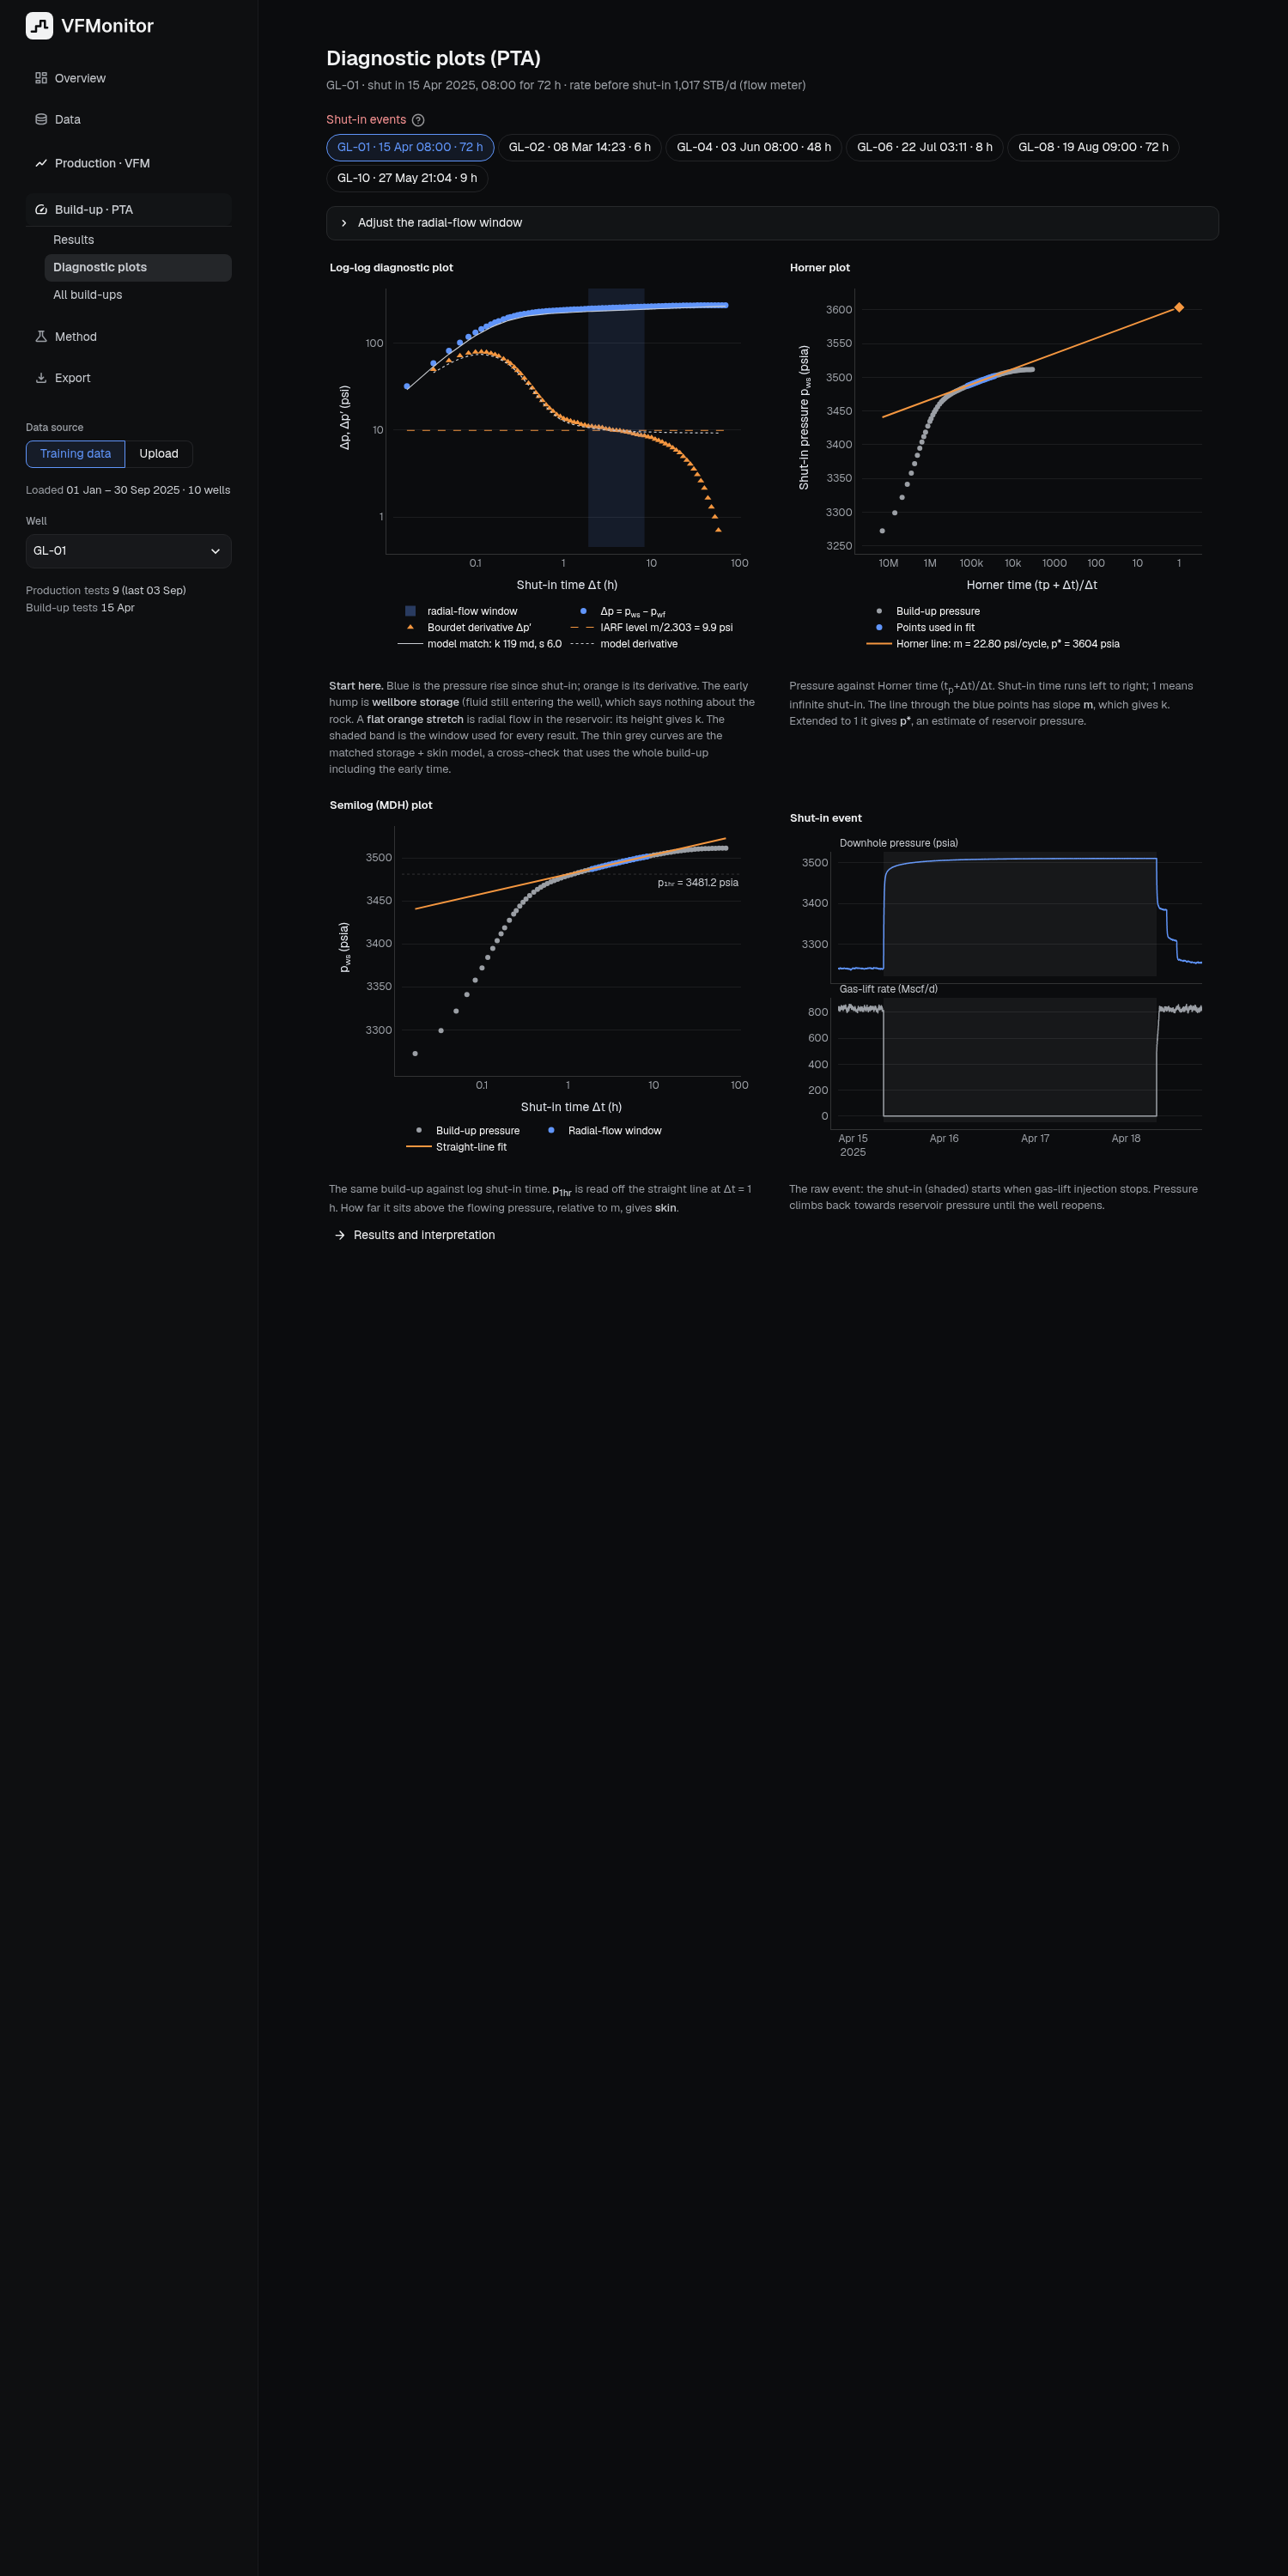 VFMonitor
Overview
Data
Production · VFM
Build-up · PTA
Results
Diagnostic plots
All build-ups
Method
Export
Data source
Training data
Upload
Loaded 01 Jan – 30 Sep 2025 · 10 wells
Well
GL-01
Production tests 9 (last 03 Sep)
Build-up tests 15 Apr
Diagnostic plots (PTA)
GL-01 · shut in 15 Apr 2025, 08:00 for 72 h · rate before shut-in 1,017 STB/d (flow meter)
Shut-in events
GL-01 · 15 Apr 08:00 · 72 h
GL-02 · 08 Mar 14:23 · 6 h
GL-04 · 03 Jun 08:00 · 48 h
GL-06 · 22 Jul 03:11 · 8 h
GL-08 · 19 Aug 09:00 · 72 h
GL-10 · 27 May 21:04 · 9 h
Adjust the radial-flow window
Log-log diagnostic plot
100
10
1
Δp, Δp′ (psi)
0.1
1
10
100
Shut-in time Δt (h)
radial-flow window
Δp = pws − pwf
Bourdet derivative Δp′
IARF level m/2.303 = 9.9 psi
model match: k 119 md, s 6.0
model derivative
Start here. Blue is the pressure rise since shut-in; orange is its derivative. The early
hump is wellbore storage (fluid still entering the well), which says nothing about the
rock. A flat orange stretch is radial flow in the reservoir: its height gives k. The
shaded band is the window used for every result. The thin grey curves are the
matched storage + skin model, a cross-check that uses the whole build-up
including the early time.
Horner plot
3600
3550
3500
3450
3400
3350
3300
3250
Shut-in pressure pws (psia)
10M
1M
100k
10k
1000
100
10
1
Horner time (tp + Δt)/Δt
Build-up pressure
Points used in fit
Horner line: m = 22.80 psi/cycle, p* = 3604 psia
Pressure against Horner time (tp+Δt)/Δt. Shut-in time runs left to right; 1 means
infinite shut-in. The line through the blue points has slope m, which gives k.
Extended to 1 it gives p*, an estimate of reservoir pressure.
Semilog (MDH) plot
3500
3450
3400
3350
3300
pws (psia)
p₁ₕᵣ = 3481.2 psia
0.1
1
10
100
Shut-in time Δt (h)
Build-up pressure
Radial-flow window
Straight-line fit
The same build-up against log shut-in time. p1hr is read off the straight line at Δt = 1
h. How far it sits above the flowing pressure, relative to m, gives skin.
Shut-in event
Downhole pressure (psia)
3500
3400
3300
Gas-lift rate (Mscf/d)
800
600
400
200
0
Apr 15
2025
Apr 16
Apr 17
Apr 18
The raw event: the shut-in (shaded) starts when gas-lift injection stops. Pressure
climbs back towards reservoir pressure until the well reopens.
Results and interpretation